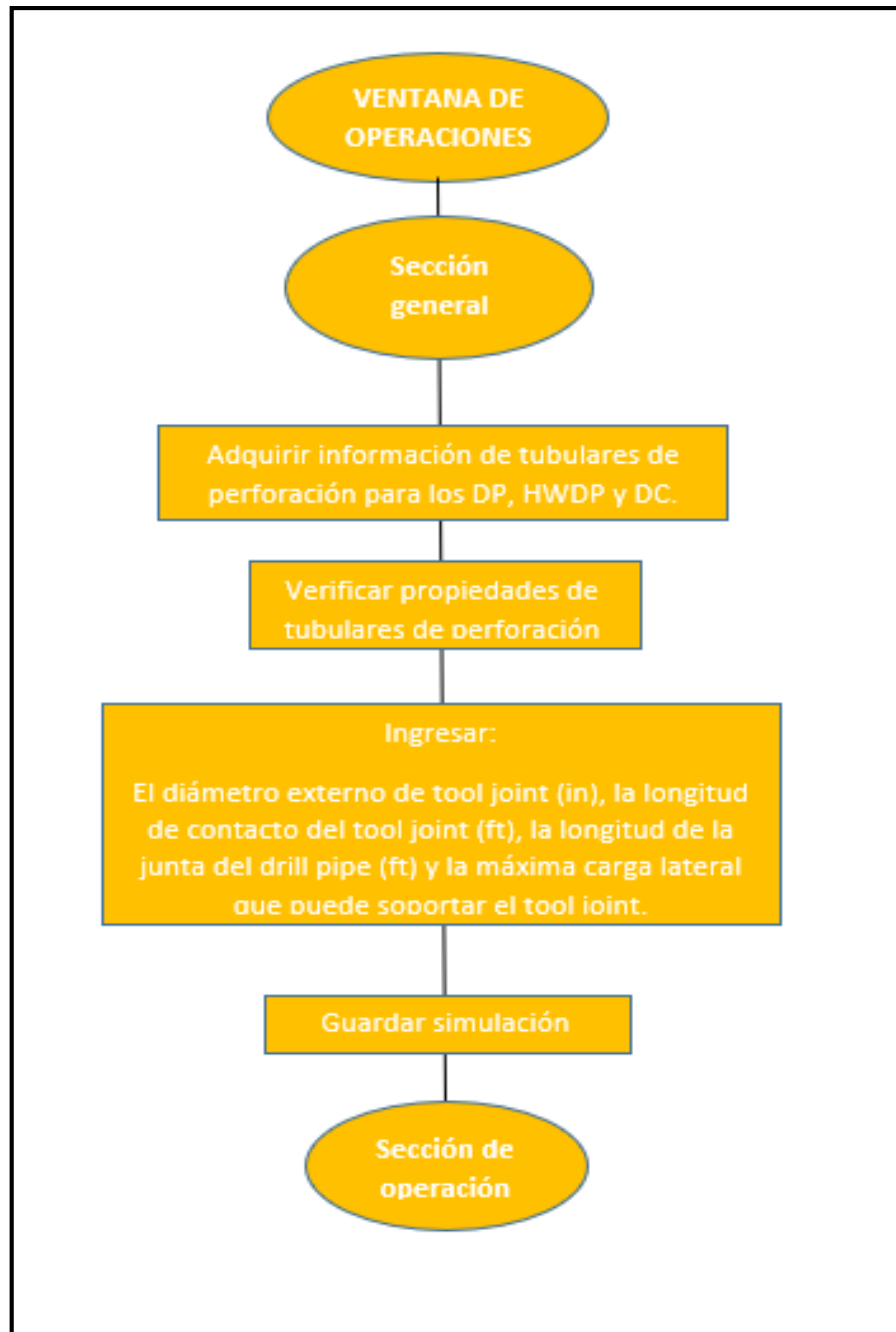 VENTANA DE
OPERACIONES
Sección
general
Adquirir información de tubulares de
perforación para los DP, HWDP y DC.
Verificar propiedades de
tubulares de perforación
Ingresar:
El diámetro externo de tool joint (in), la longitud
de contacto del tool joint (ft), la longitud de la
junta del drill pipe (ft) y la máxima carga lateral
que puede soportar el tool joint.
Guardar simulación
Sección de
operación